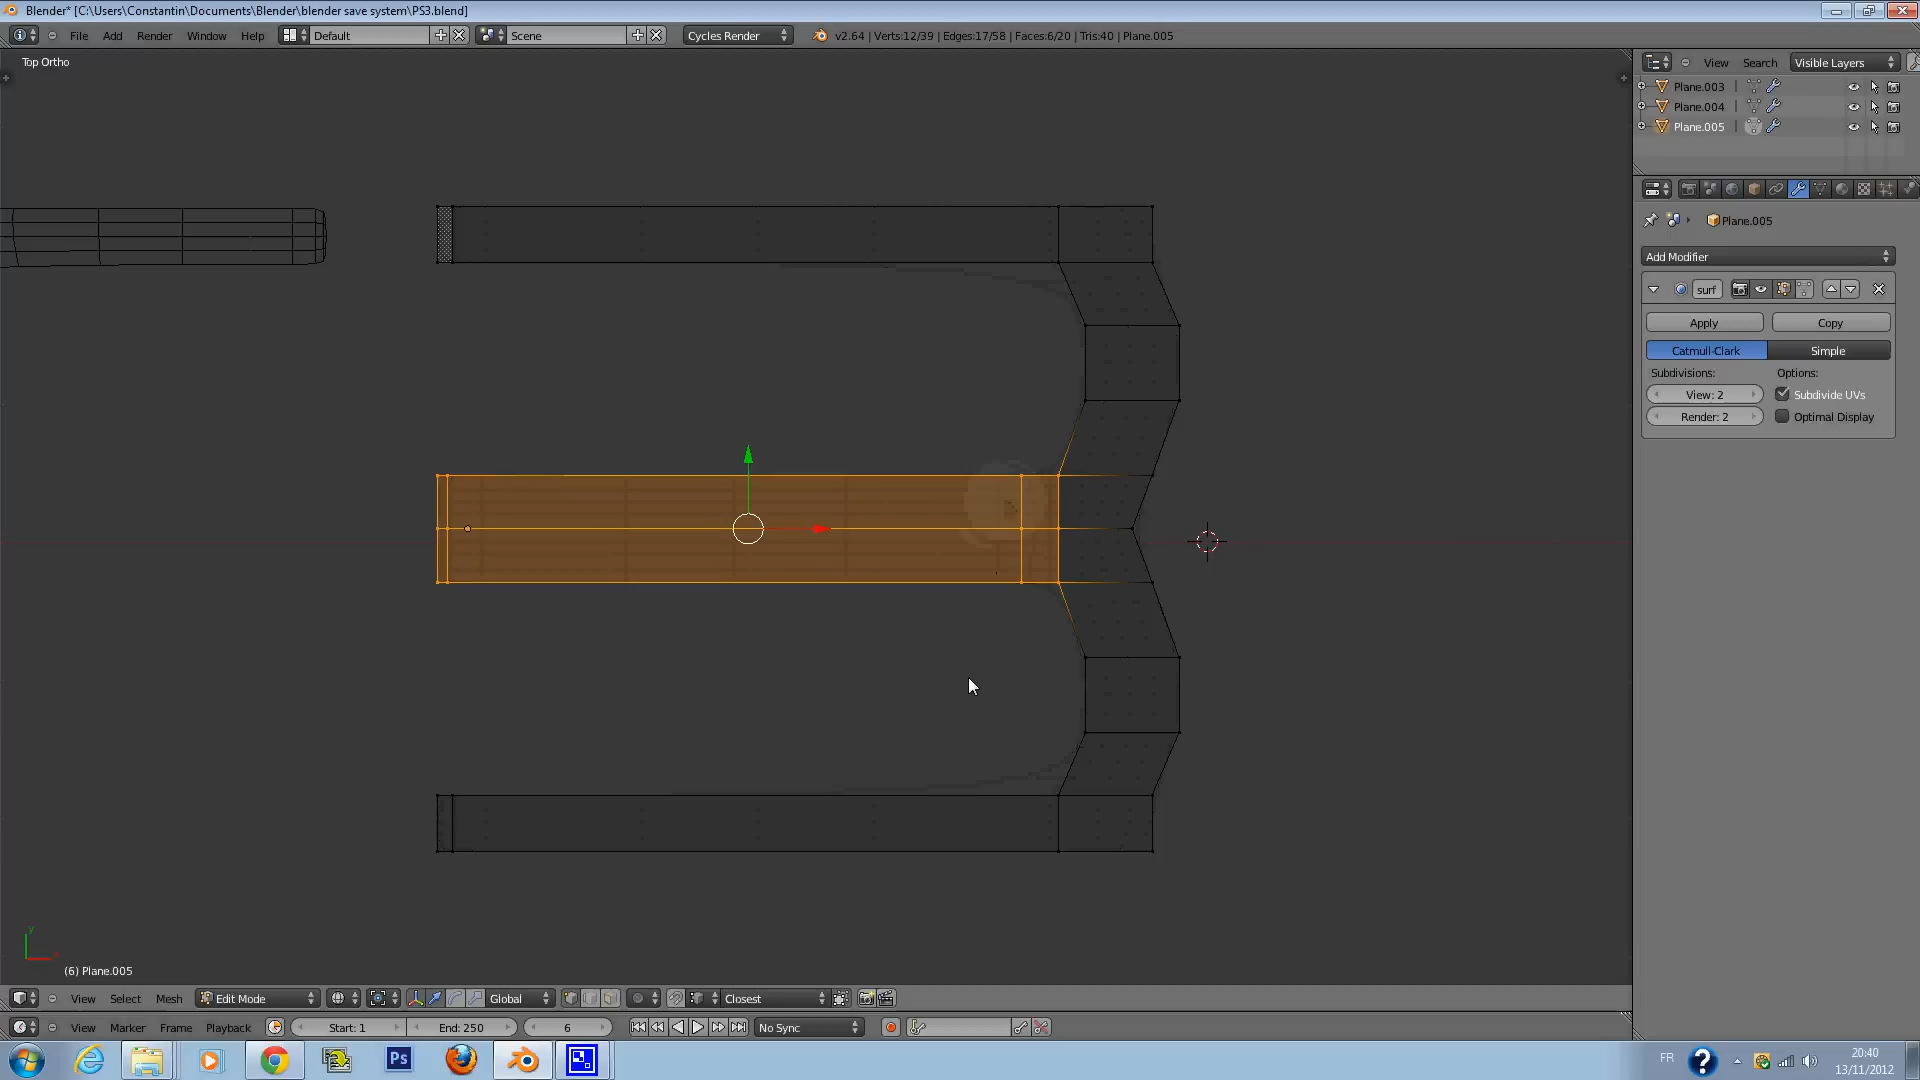 Blender* [C:\Users\Constantin\Documents\Blender\blender save system\PS3.blend]
File Add Render Window Help Default Scene Cycles Render v2.64 | Verts:12/39 | Edges:17/58 | Faces:6/20 | Tris:40 | Plane.005
Top Ortho
View Search Visible Layers
Plane.003
Plane.004
Plane.005
Plane.005
Add Modifier
surf
Apply Copy
Catmull-Clark Simple
Subdivisions: Options:
View: 2 Subdivide UVs
Render: 2 Optimal Display
y
(6) Plane.005
View Select Mesh Edit Mode Global Closest
View Marker Frame Playback Start: 1 End: 250 6 No Sync
Ps
FR
20:40
13/11/2012